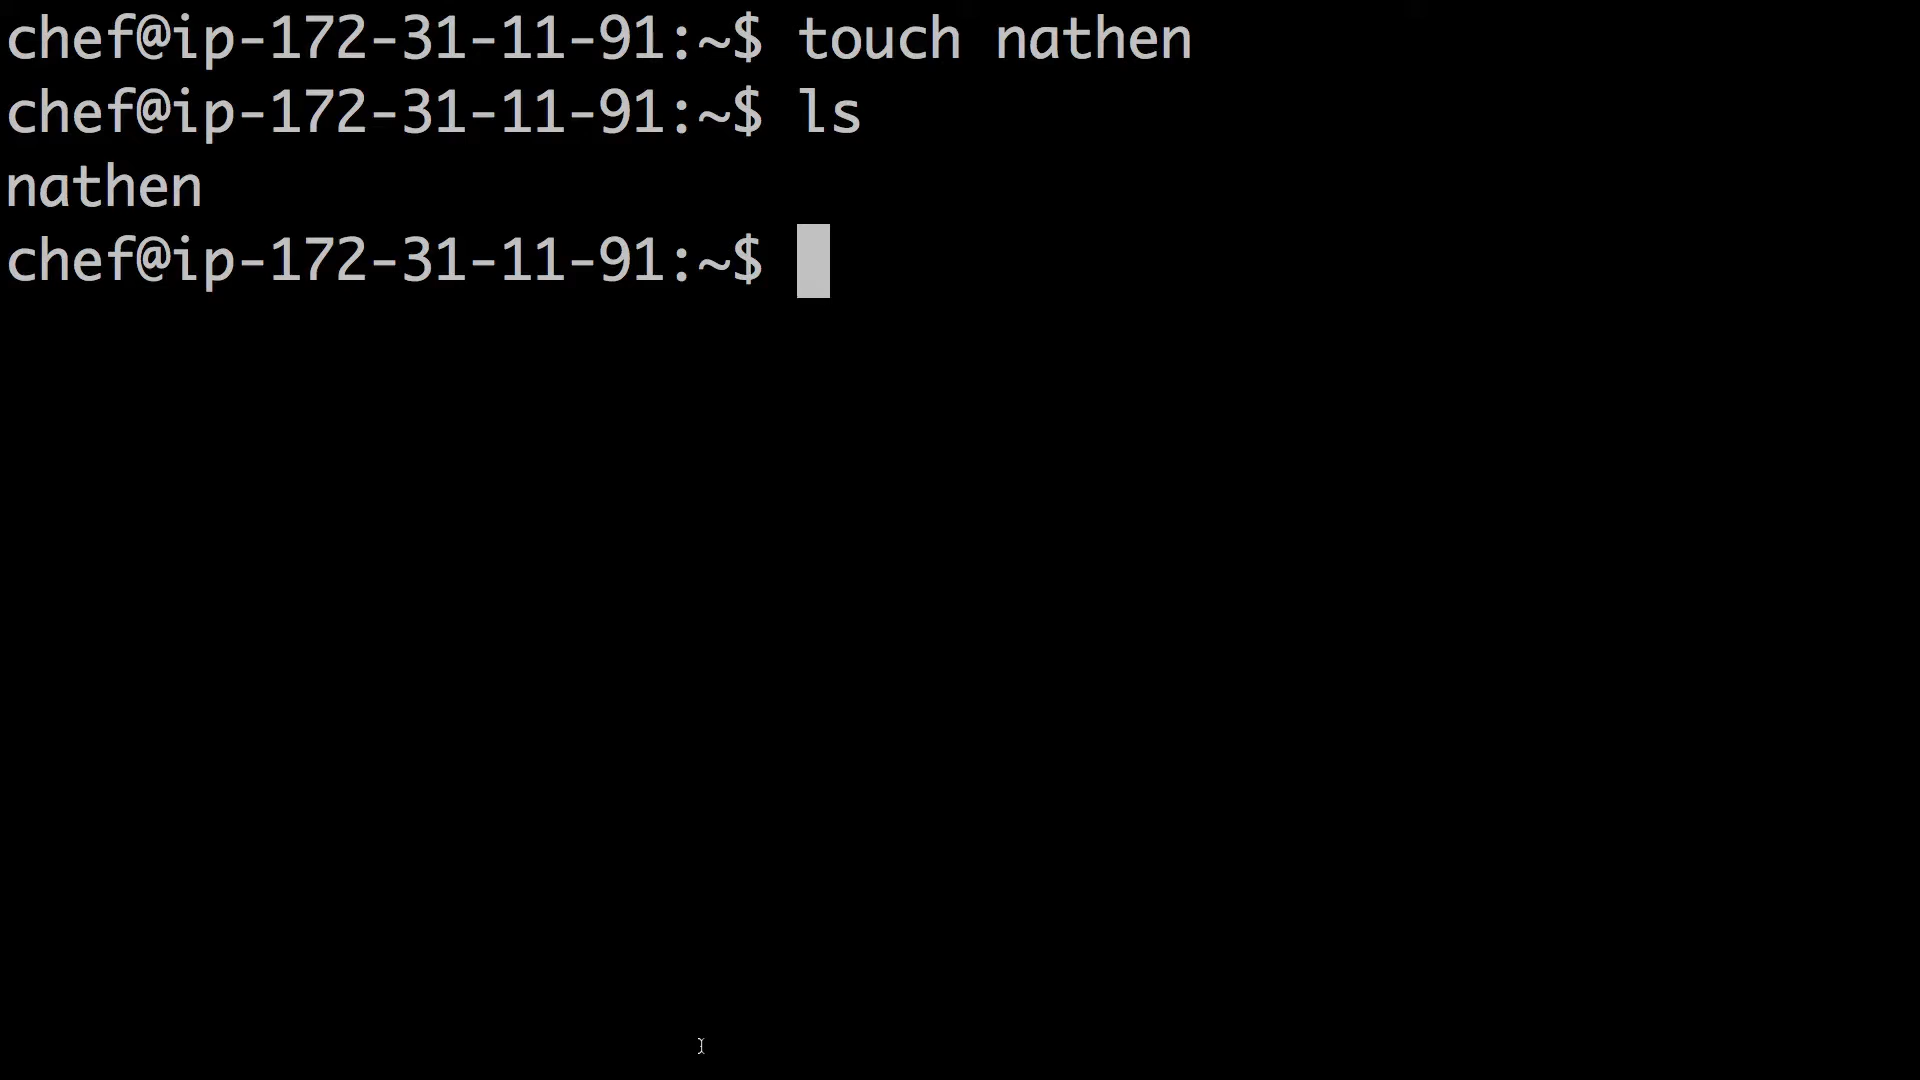 chef@ip-172-31-11-91:~$ touch nathen
chef@ip-172-31-11-91:~$ ls
nathen
chef@ip-172-31-11-91:~$